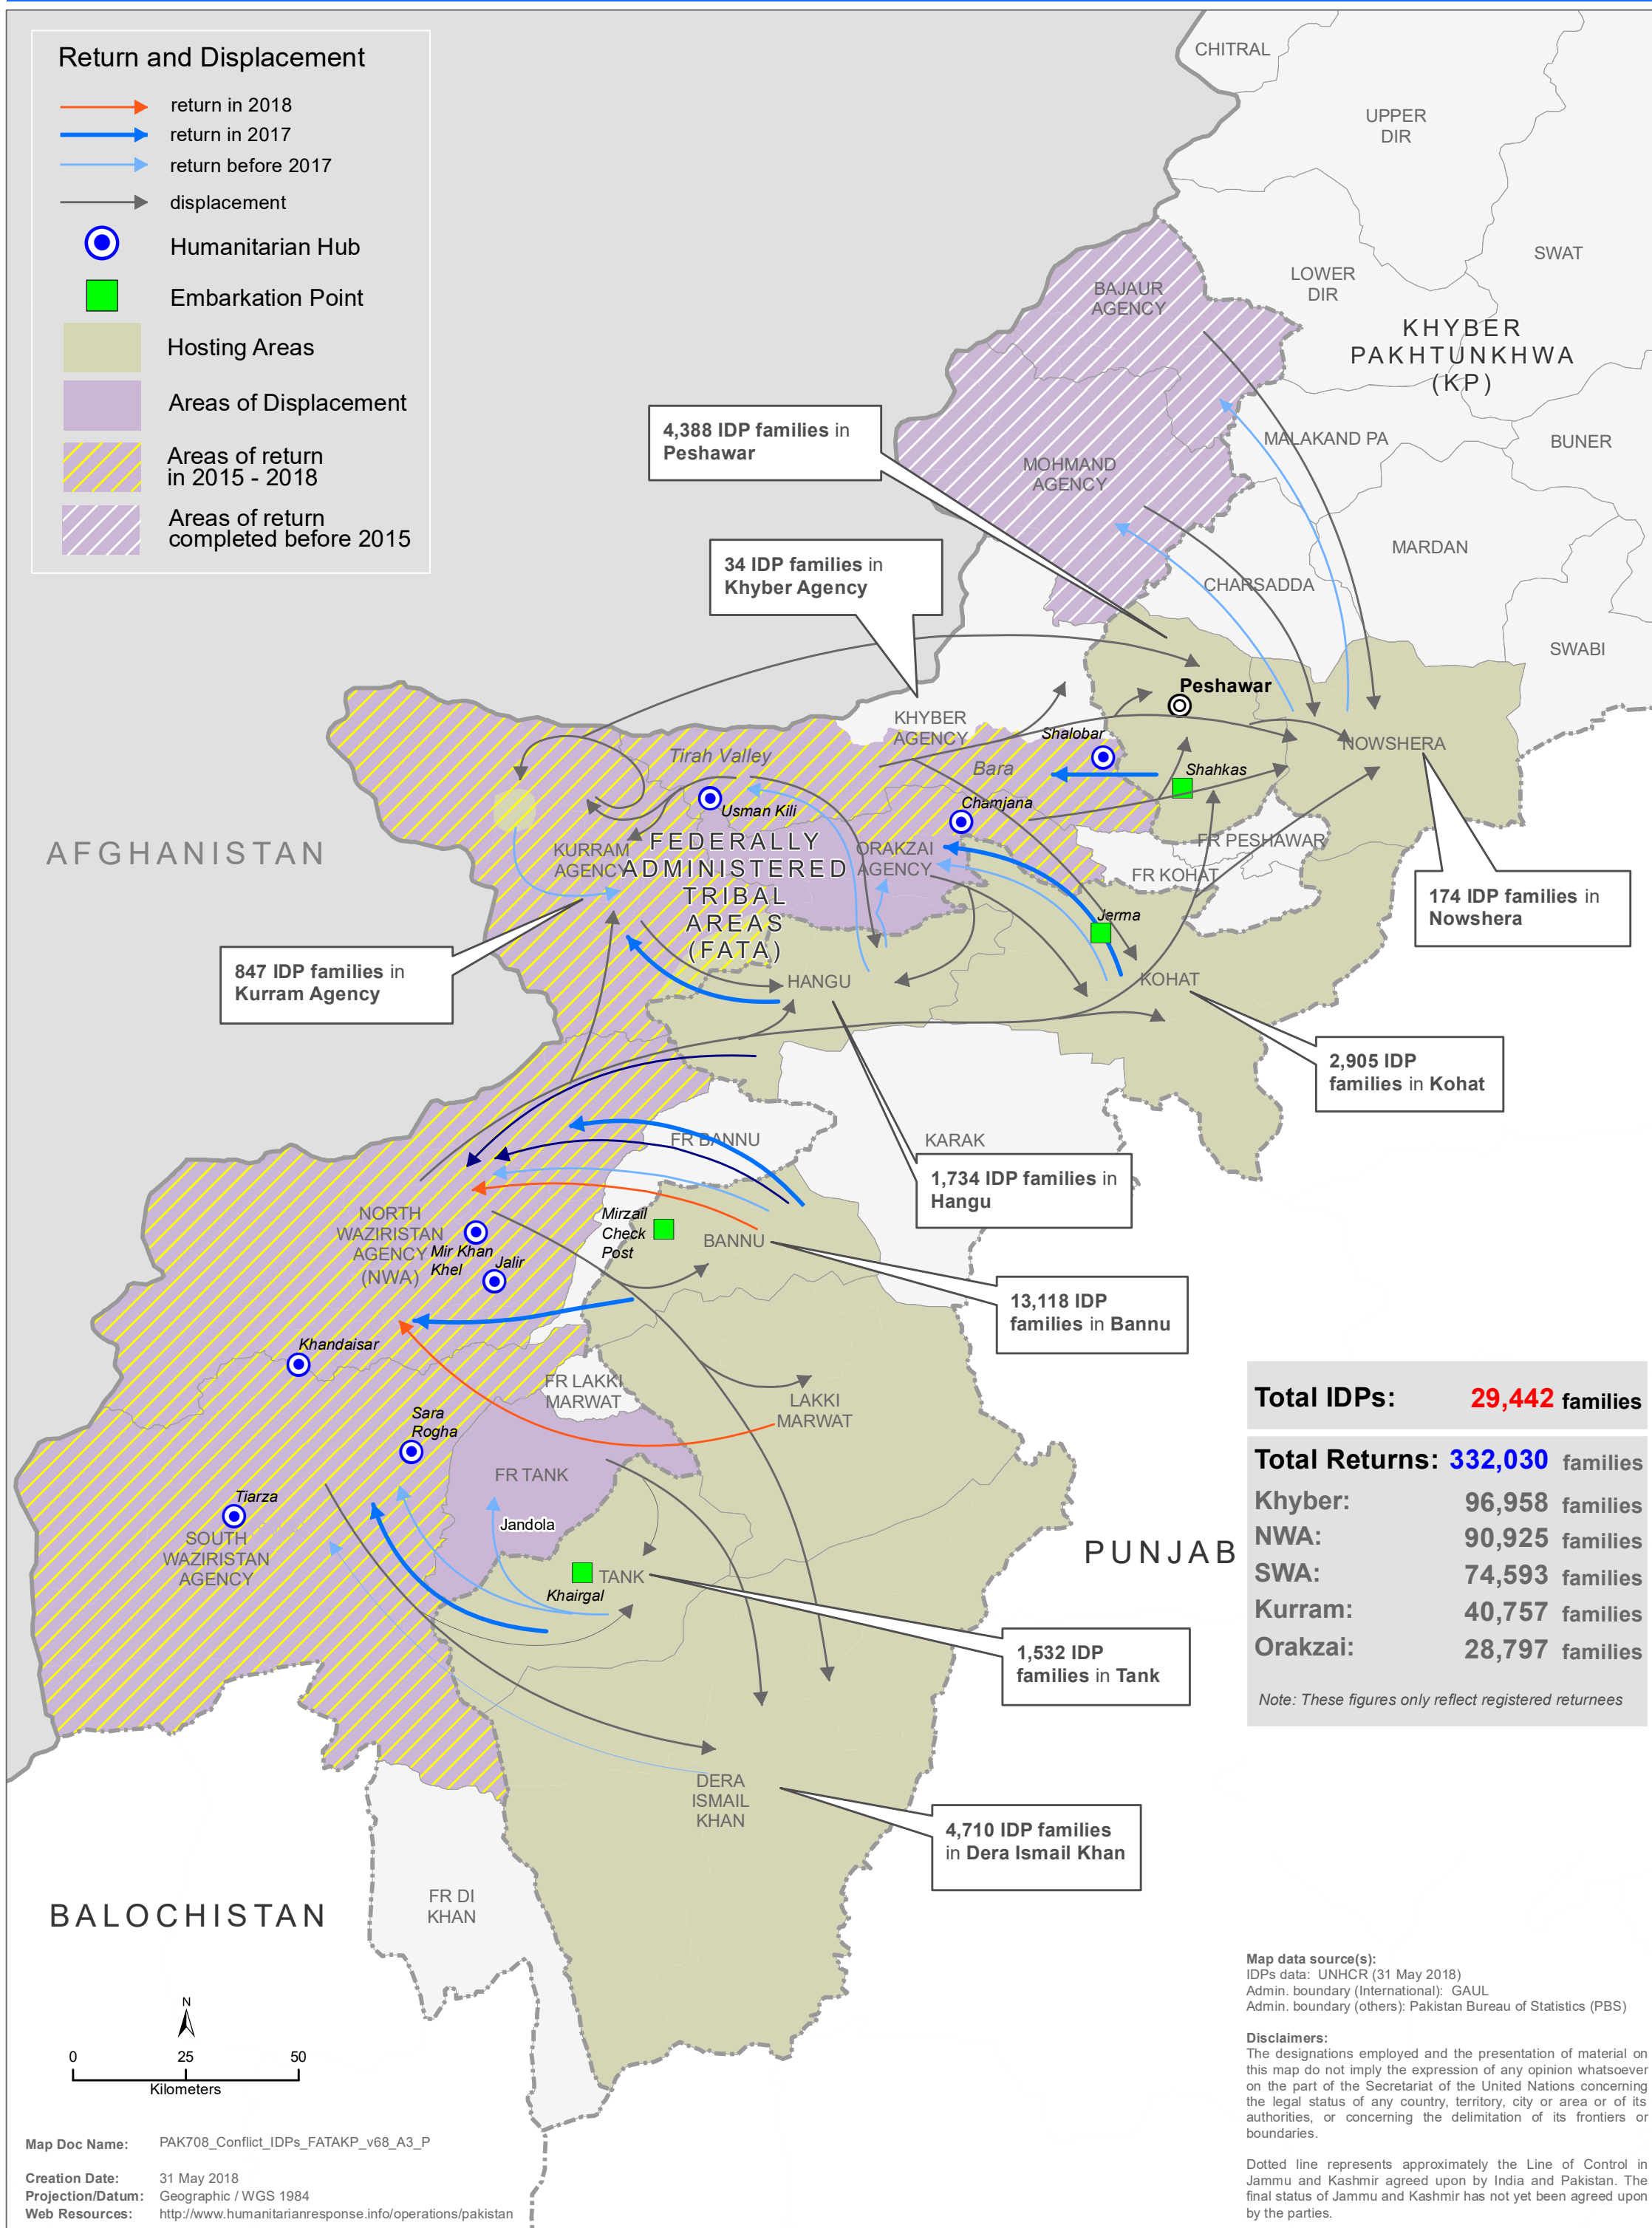 Return and Displacement
return in 2018
return in 2017
return before 2017
displacement
Humanitarian Hub
Embarkation Point
Hosting Areas
Areas of Displacement
Areas of return
in 2015 - 2018
Areas of return
completed before 2015
CHITRAL
UPPER
DIR
SWAT
LOWER
DIR
BAJAUR
AGENCY
KHYBER
PAKHTUNKHWA
(KP)
MALAKAND PA
BUNER
4,388 IDP families in
Peshawar
MOHMAND
AGENCY
MARDAN
34 IDP families in
Khyber Agency
CHARSADDA
SWABI
Peshawar
KHYBER
AGENCY
Shalobar
NOWSHERA
Tirah Valley
Bara
Shahkas
Usman Kili
Chamjana
AFGHANISTAN
KURRAM
AGENCY
FEDERALLY
ADMINISTERED
TRIBAL
AREAS
(FATA)
ORAKZAI
AGENCY
FR PESHAWAR
FR KOHAT
174 IDP families in
Nowshera
Jerma
847 IDP families in
Kurram Agency
HANGU
KOHAT
2,905 IDP
families in Kohat
FR BANNU
KARAK
1,734 IDP families in
Hangu
NORTH
WAZIRISTAN
AGENCY
(NWA)
Mir Khan
Khel
Jalir
Mirzail
Check
Post
BANNU
13,118 IDP
families in Bannu
Khandaisar
FR LAKKI
MARWAT
LAKKI
MARWAT
Sara
Rogha
FR TANK
Tiarza
Jandola
SOUTH
WAZIRISTAN
AGENCY
TANK
Khairgal
PUNJAB
1,532 IDP
families in Tank
Total IDPs: 29,442 families
Total Returns: 332,030 families
Khyber: 96,958 families
NWA: 90,925 families
SWA: 74,593 families
Kurram: 40,757 families
Orakzai: 28,797 families
Note: These figures only reflect registered returnees
DERA
ISMAIL
KHAN
4,710 IDP families
in Dera Ismail Khan
FR DI
KHAN
BALOCHISTAN
N
0 25 50
Kilometers
Map Doc Name: PAK708_Conflict_IDPs_FATAKP_v68_A3_P
Creation Date: 31 May 2018
Projection/Datum: Geographic / WGS 1984
Web Resources: http://www.humanitarianresponse.info/operations/pakistan
Map data source(s):
IDPs data: UNHCR (31 May 2018)
Admin. boundary (International): GAUL
Admin. boundary (others): Pakistan Bureau of Statistics (PBS)
Disclaimers:
The designations employed and the presentation of material on
this map do not imply the expression of any opinion whatsoever
on the part of the Secretariat of the United Nations concerning
the legal status of any country, territory, city or area or of its
authorities, or concerning the delimitation of its frontiers or
boundaries.
Dotted line represents approximately the Line of Control in
Jammu and Kashmir agreed upon by India and Pakistan. The
final status of Jammu and Kashmir has not yet been agreed upon
by the parties.